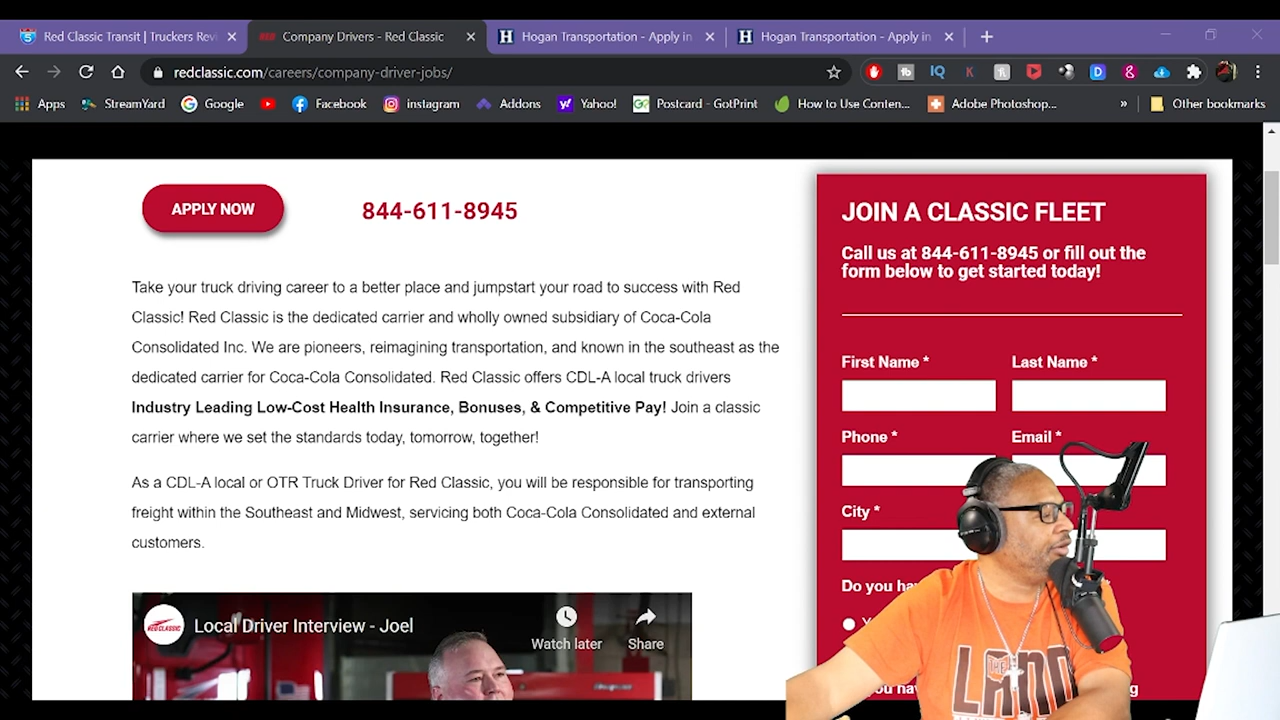 Red Classic Transit | Truckers Revi
Company Drivers - Red Classic
Hogan Transportation - Apply in
Hogan Transportation - Apply in
redclassic.com/careers/company-driver-jobs/
Apps
StreamYard
Google
Facebook
instagram
Addons
Yahoo!
Postcard - GotPrint
How to Use Conten...
Adobe Photoshop...
»
Other bookmarks
APPLY NOW
844-611-8945
Take your truck driving career to a better place and jumpstart your road to success with Red
Classic! Red Classic is the dedicated carrier and wholly owned subsidiary of Coca-Cola
Consolidated Inc. We are pioneers, reimagining transportation, and known in the southeast as the
dedicated carrier for Coca-Cola Consolidated. Red Classic offers CDL-A local truck drivers
Industry Leading Low-Cost Health Insurance, Bonuses, & Competitive Pay! Join a classic
carrier where we set the standards today, tomorrow, together!
As a CDL-A local or OTR Truck Driver for Red Classic, you will be responsible for transporting
freight within the Southeast and Midwest, servicing both Coca-Cola Consolidated and external
customers.
RED CLASSIC
Local Driver Interview - Joel
Watch later
Share
JOIN A CLASSIC FLEET
Call us at 844-611-8945 or fill out the
form below to get started today!
First Name *
Last Name *
Phone *
Email *
City *
Do you ha
THE
LAND